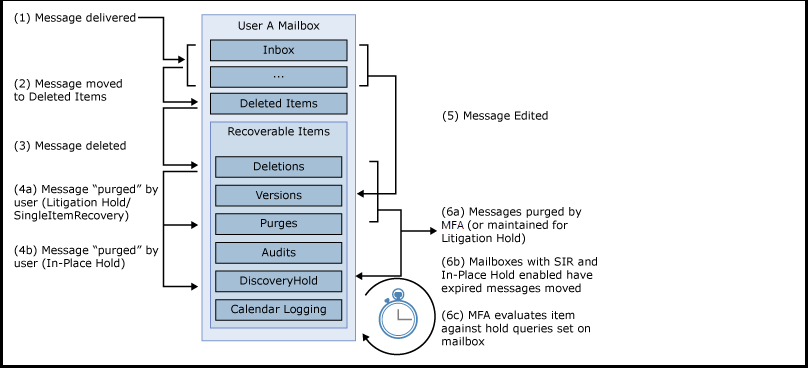 (1) Message delivered
(2) Message moved
to Deleted Items
(3) Message deleted
(4a) Message “purged” by
user (Litigation Hold/
SingleItemRecovery)
(4b) Message “purged” by
user (In-Place Hold)
User A Mailbox
Inbox
...
Deleted Items
Recoverable Items
Deletions
Versions
Purges
Audits
DiscoveryHold
Calendar Logging
(5) Message Edited
(6a) Messages purged by
MFA (or maintained for
Litigation Hold)
(6b) Mailboxes with SIR and
In-Place Hold enabled have
expired messages moved
(6c) MFA evaluates item
against hold queries set on
mailbox